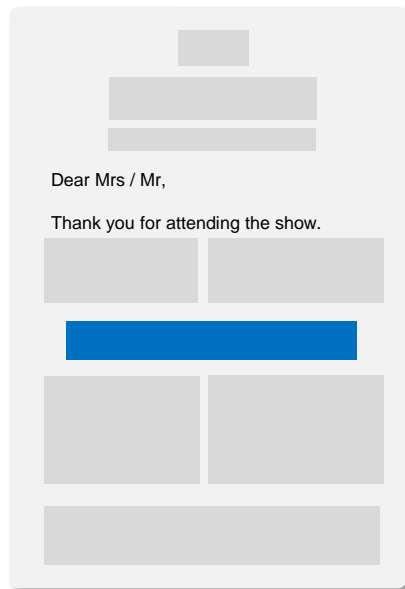 Dear Mrs / Mr,
Thank you for attending the show.